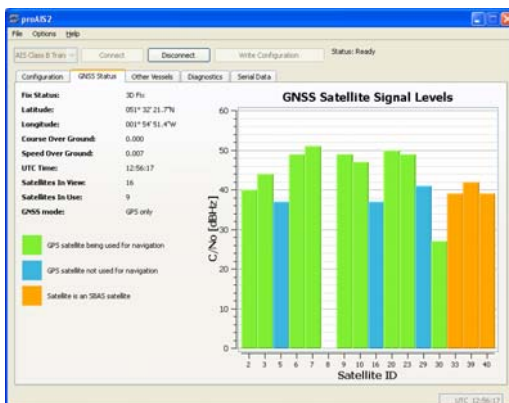 proAIS2
File Options Help
AIS Class B Tran Connect Disconnect Write Configuration Status: Ready
Configuration GNSS Status Other Vessels Diagnostics Serial Data
Fix Status: 3D Fix
Latitude: 051° 32' 21.7"N
Longitude: 001° 54' 51.4"W
Course Over Ground: 0.000
Speed Over Ground: 0.007
UTC Time: 12:56:17
Satellites In View: 16
Satellites In Use: 9
GNSS mode: GPS only
GPS satellite being used for navigation
GPS satellite not used for navigation
Satellite is an SBAS satellite
GNSS Satellite Signal Levels
C/No [dBHz]
60
50
40
30
20
10
0
2 3 5 6 7 8 9 10 16 20 23 29 30 33 39 40
Satellite ID
UTC 12:56:17